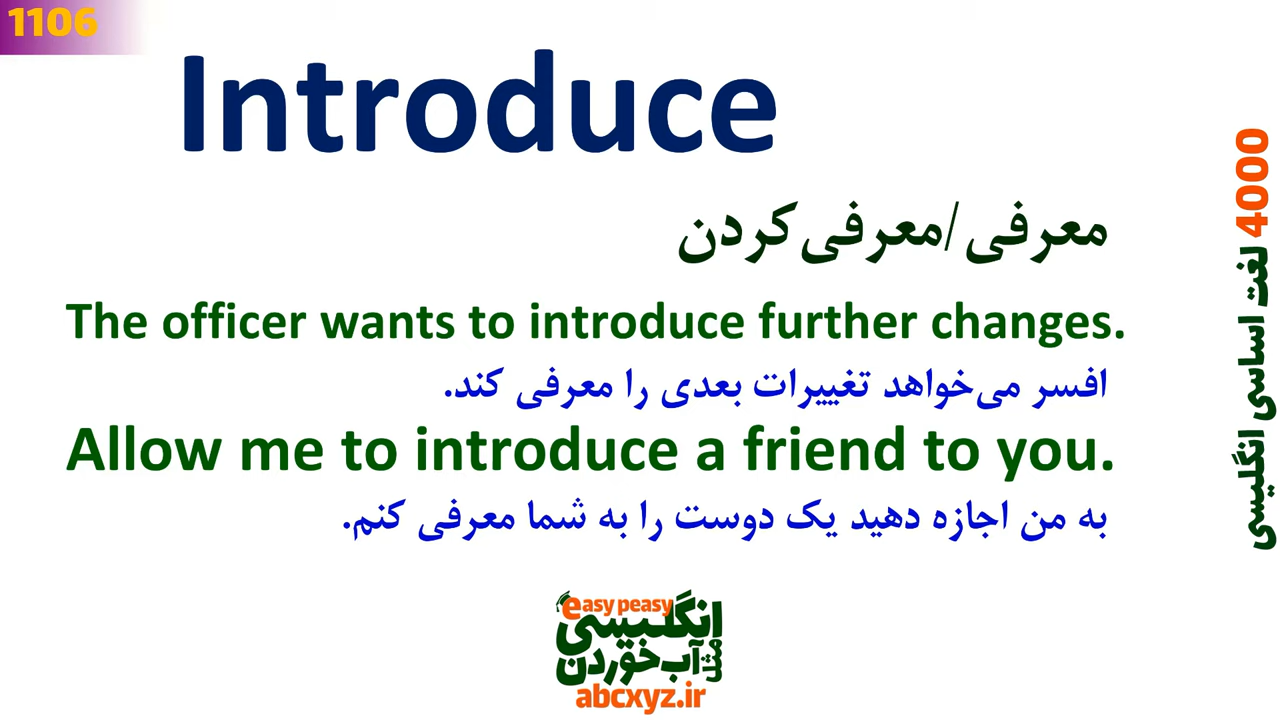 1106
Introduce
معرفی/معرفی‌کردن
The officer wants to introduce further changes.
افسر می‌خواهد تغییرات بعدی را معرفی کند.
Allow me to introduce a friend to you.
به من اجازه دهید یک دوست را به شما معرفی کنم.
4000 لغت اساسی انگلیسی
easy peasy
انگلیسی
مثل آب خوردن
abcxyz.ir